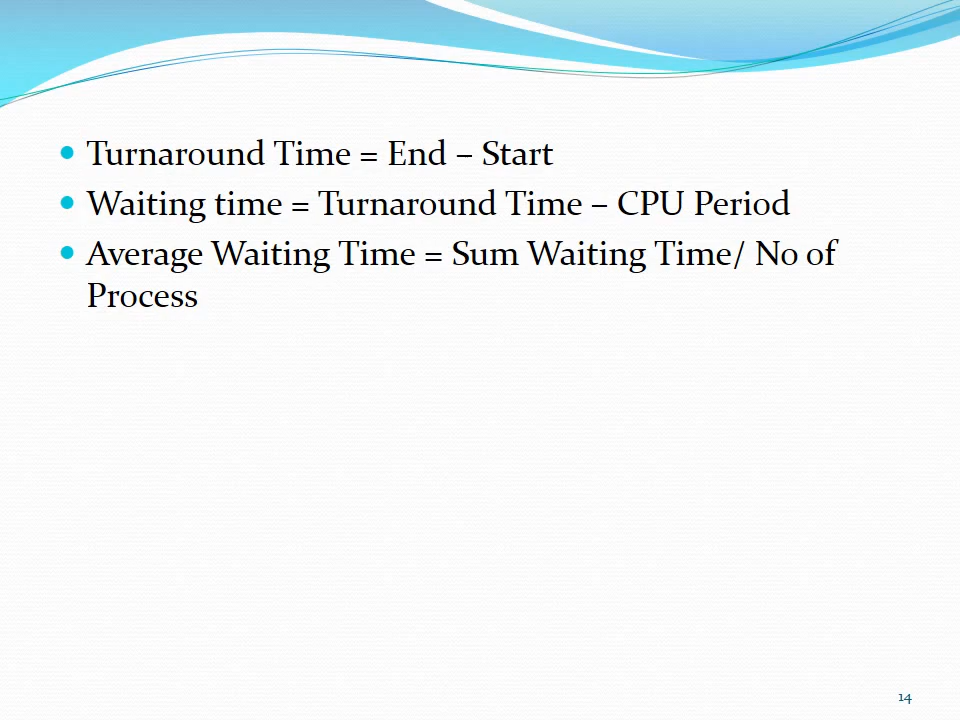 Turnaround Time = End – Start
Waiting time = Turnaround Time – CPU Period
Average Waiting Time = Sum Waiting Time/ No of
Process
14